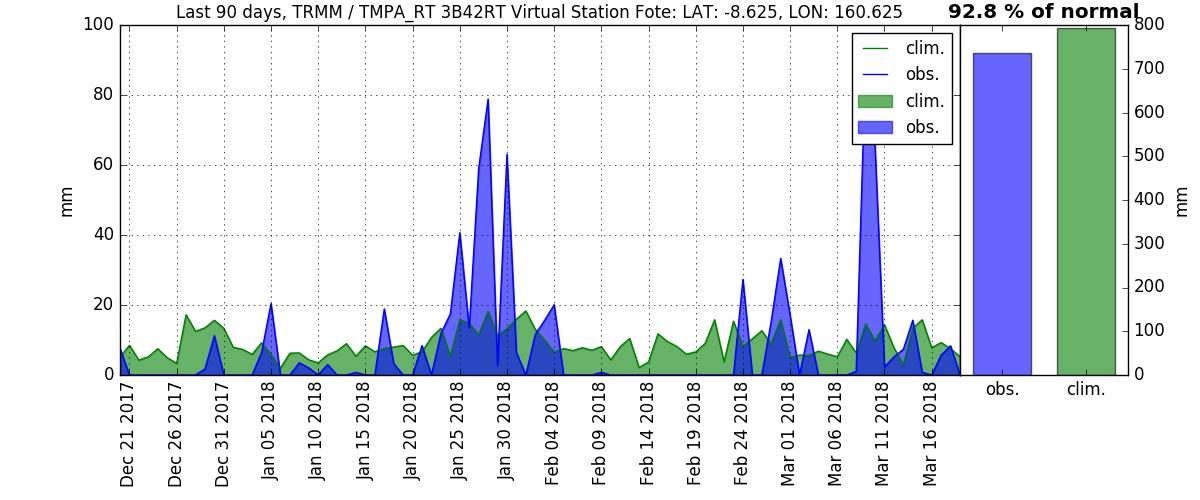 Last 90 days, TRMM / TMPA_RT 3B42RT Virtual Station Fote: LAT: -8.625, LON: 160.625
92.8 % of normal
100
80
60
40
20
0
mm
clim.
obs.
clim.
obs.
800
700
600
500
400
300
200
100
0
mm
obs.
clim.
Dec 21 2017
Dec 26 2017
Dec 31 2017
Jan 05 2018
Jan 10 2018
Jan 15 2018
Jan 20 2018
Jan 25 2018
Jan 30 2018
Feb 04 2018
Feb 09 2018
Feb 14 2018
Feb 19 2018
Feb 24 2018
Mar 01 2018
Mar 06 2018
Mar 11 2018
Mar 16 2018